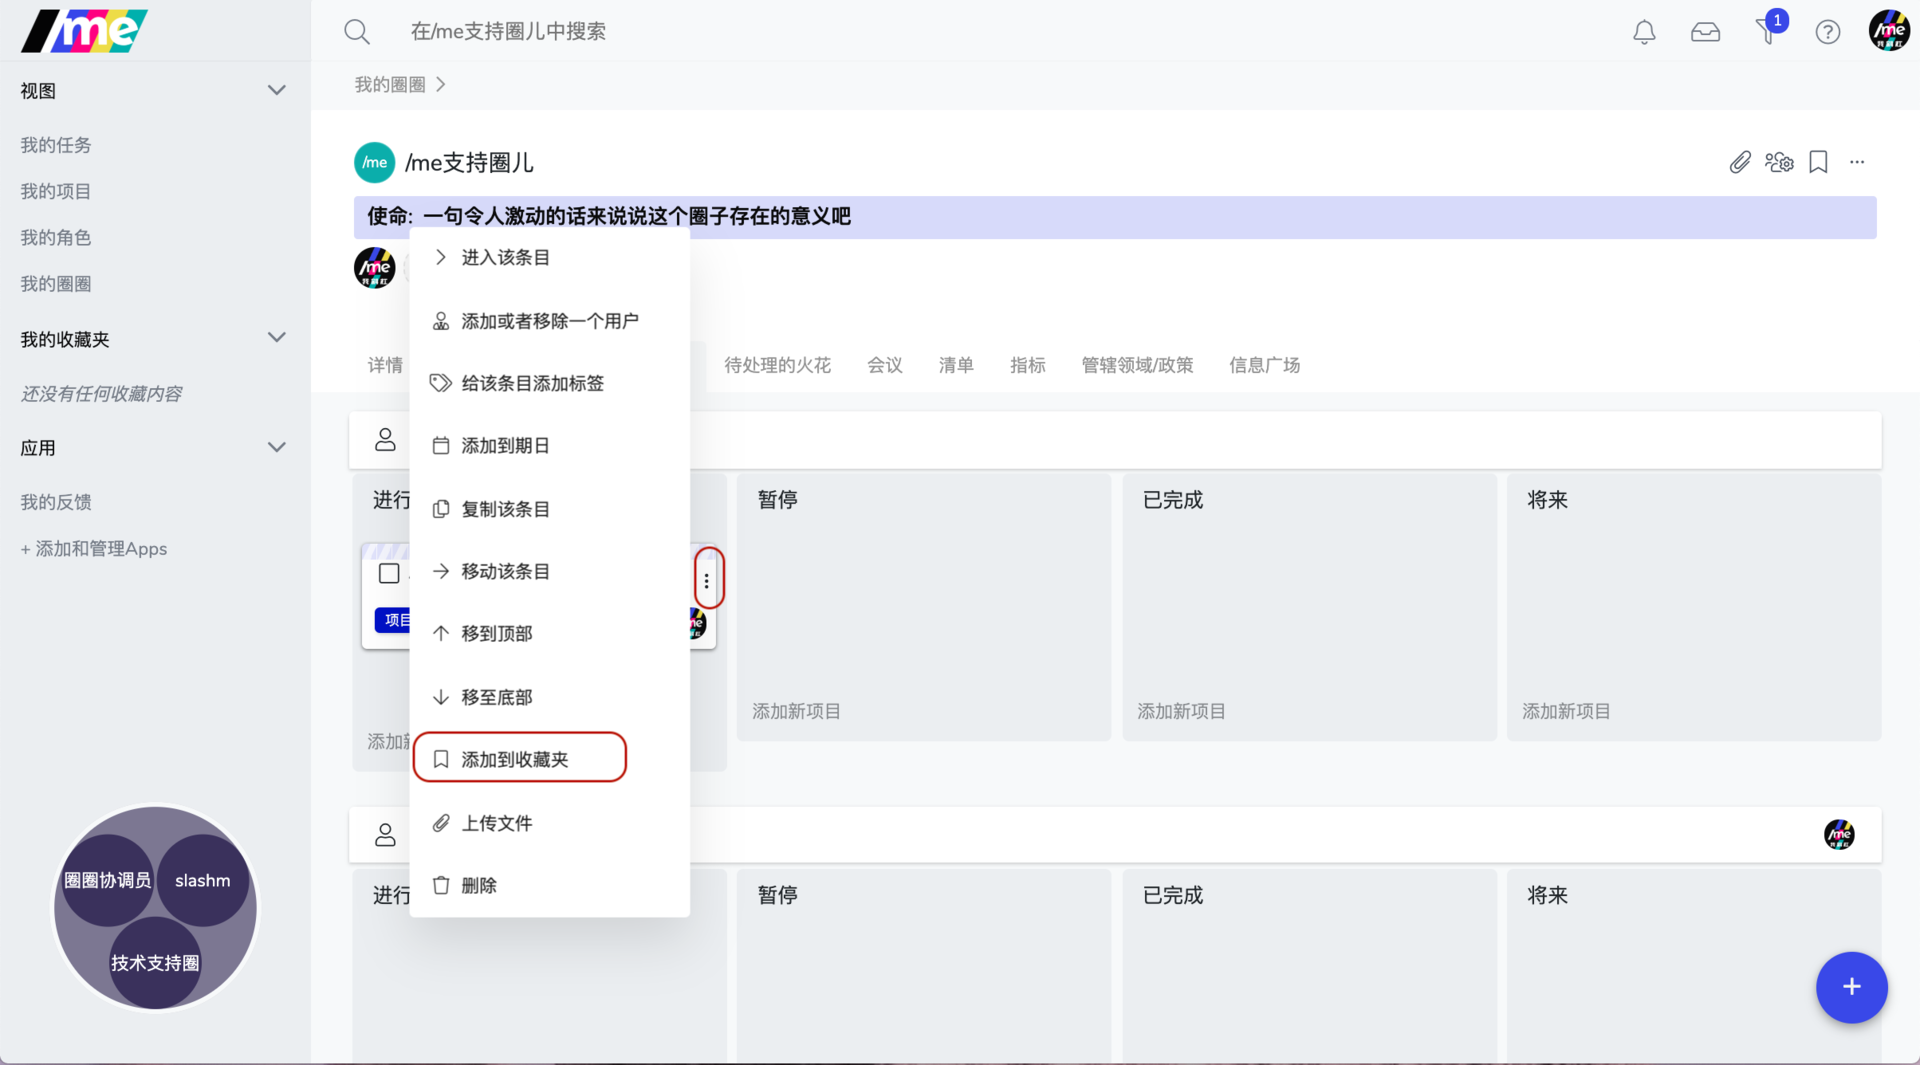 /me
在/me支持圈儿中搜索
1
/me
视图
我的任务
我的项目
我的角色
我的圈圈
我的收藏夹
还没有任何收藏内容
应用
我的反馈
+ 添加和管理Apps
圈圈协调员
slashm
技术支持圈
我的圈圈
/me
/me支持圈儿
使命: 一句令人激动的话来说说这个圈子存在的意义吧
/me
详情
待处理的火花
会议
清单
指标
管辖领域/政策
信息广场
进入该条目
添加或者移除一个用户
给该条目添加标签
添加到期日
复制该条目
移动该条目
移到顶部
移至底部
添加到收藏夹
上传文件
删除
进行
暂停
已完成
将来
项目
me
添加新
添加新项目
添加新项目
添加新项目
/me
进行
暂停
已完成
将来
+